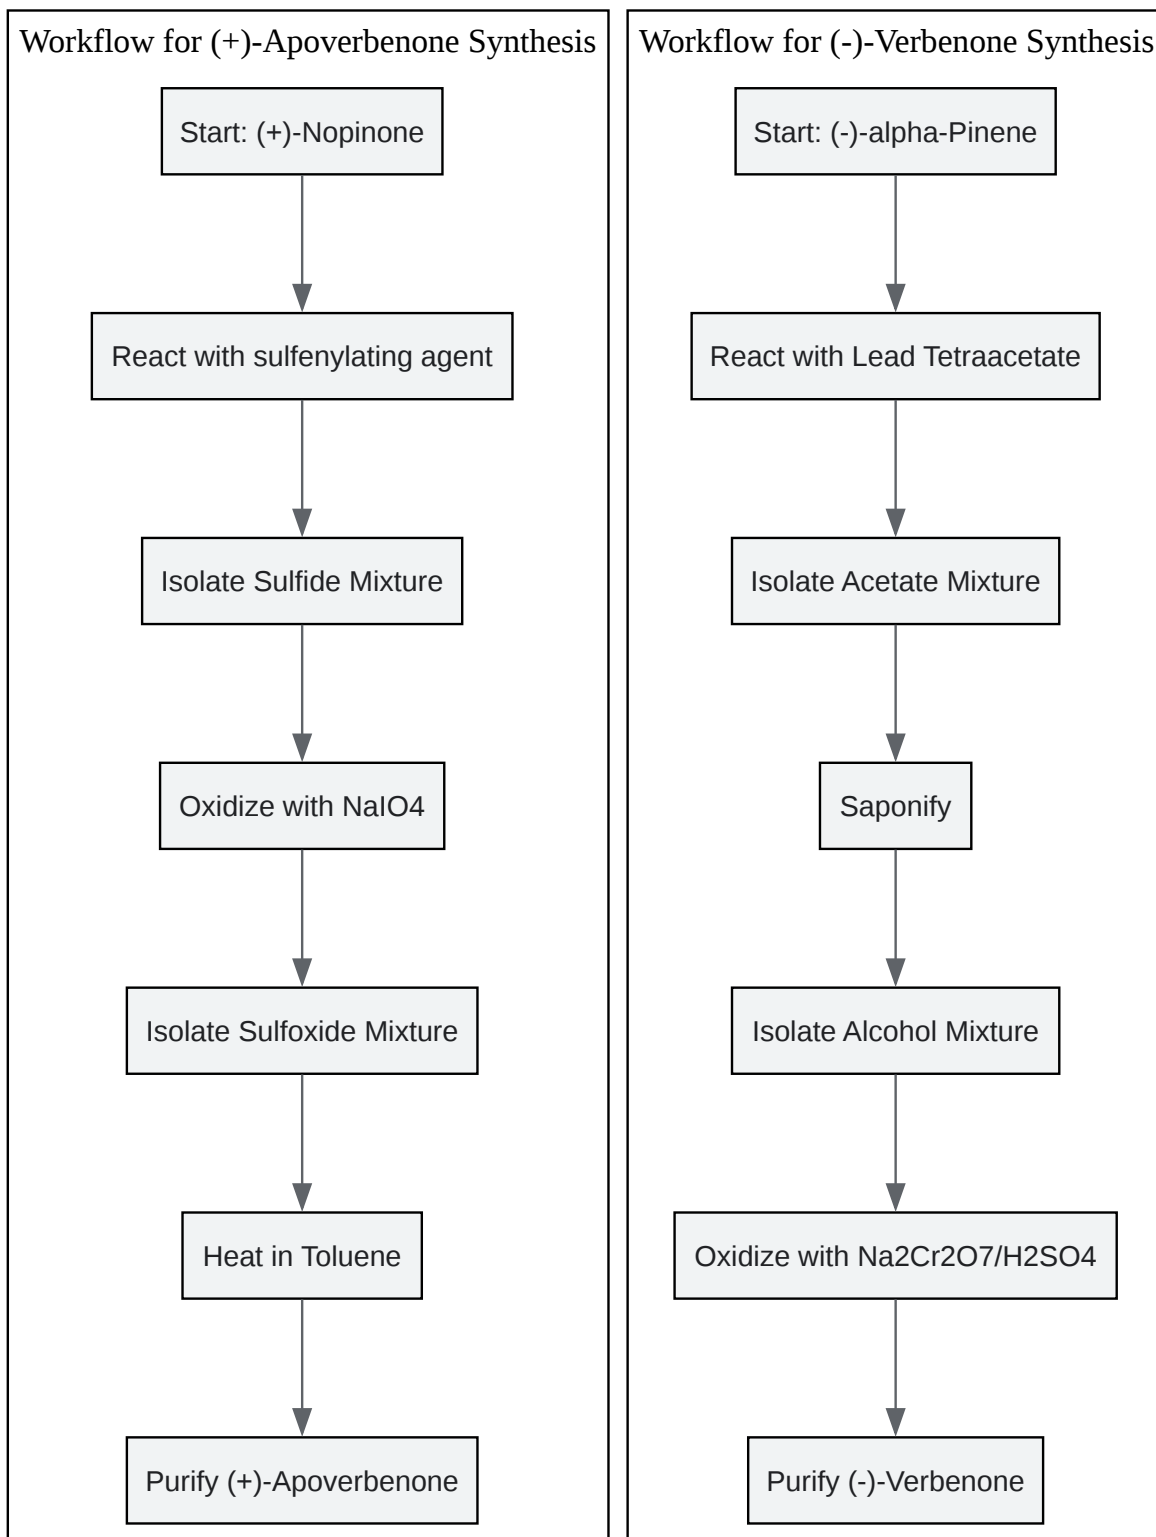 Workflow for (+)-Apoverbenone Synthesis
Start: (+)-Nopinone
React with sulfenylating agent
Isolate Sulfide Mixture
Oxidize with NaIO4
Isolate Sulfoxide Mixture
Heat in Toluene
Purify (+)-Apoverbenone
Workflow for (-)-Verbenone Synthesis
Start: (-)-alpha-Pinene
React with Lead Tetraacetate
Isolate Acetate Mixture
Saponify
Isolate Alcohol Mixture
Oxidize with Na2Cr2O7/H2SO4
Purify (-)-Verbenone